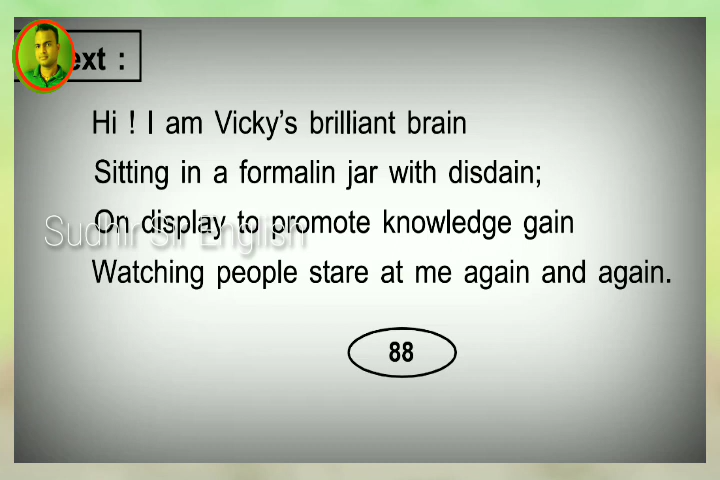 ext :
Hi ! I am Vicky's brilliant brain
Sitting in a formalin jar with disdain;
On display to promote knowledge gain
Sudhir Sir English
Watching people stare at me again and again.
88